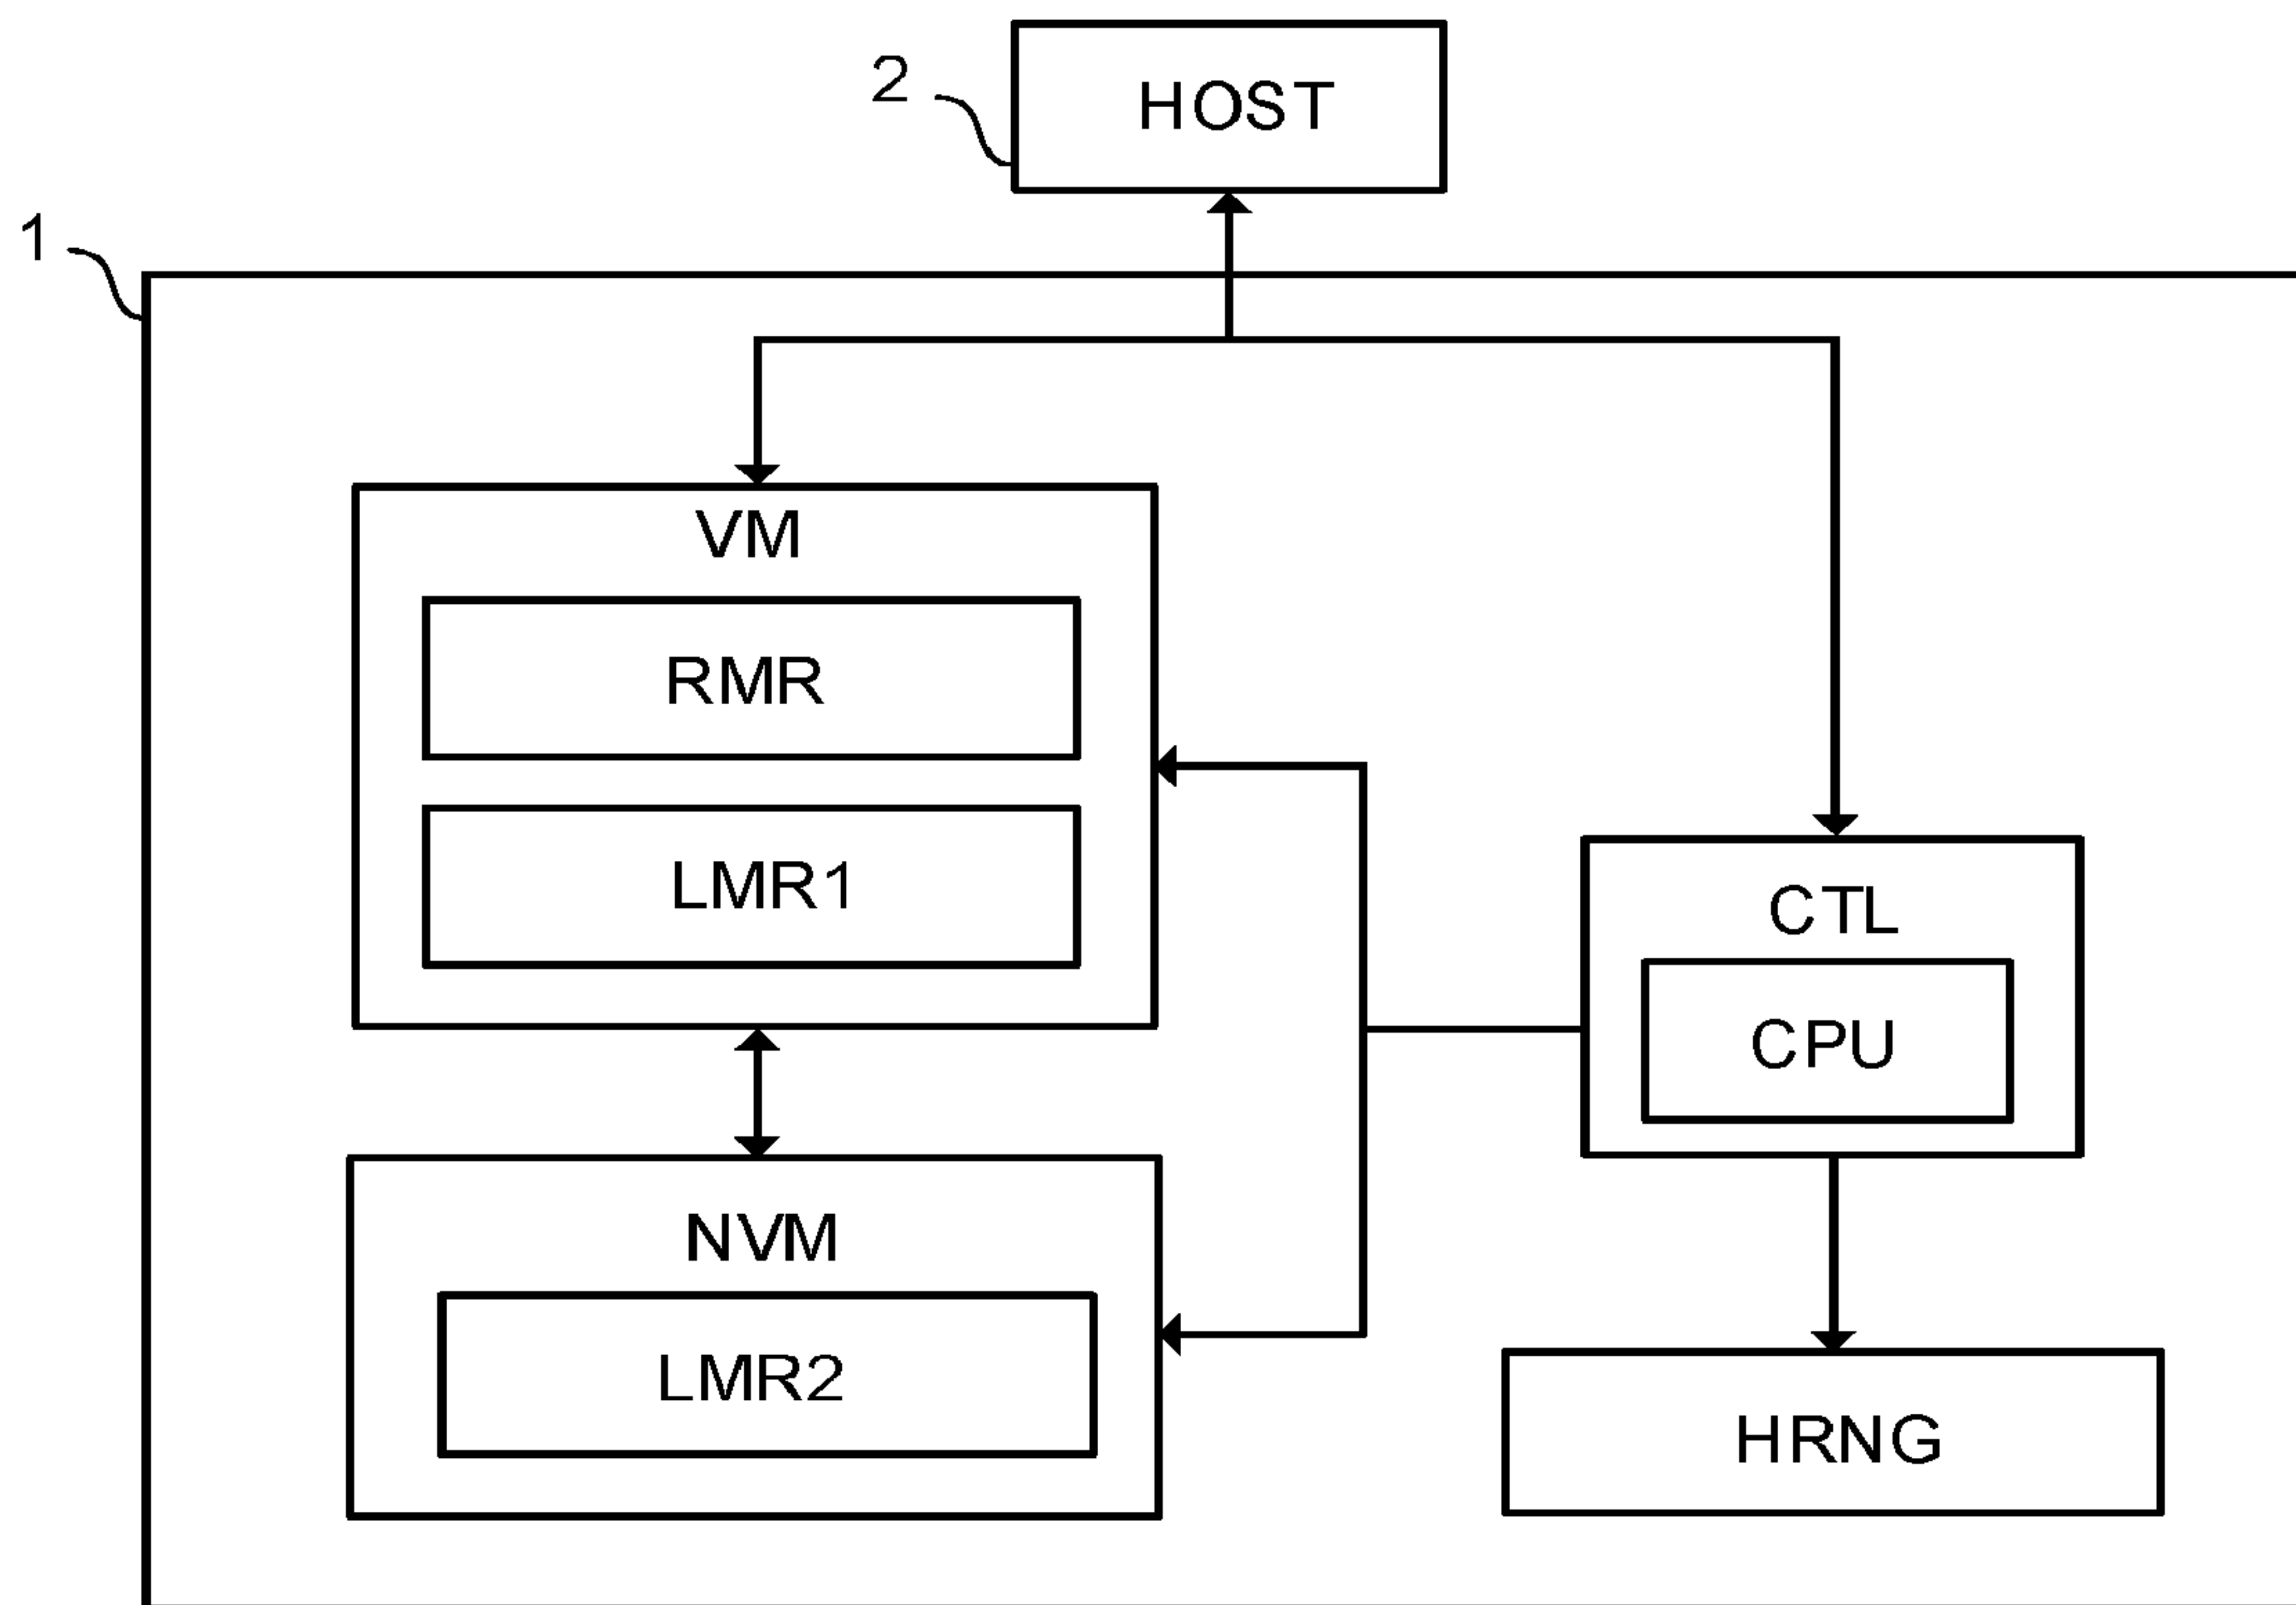 2
HOST
1
VM
RMR
LMR1
CTL
CPU
NVM
LMR2
HRNG